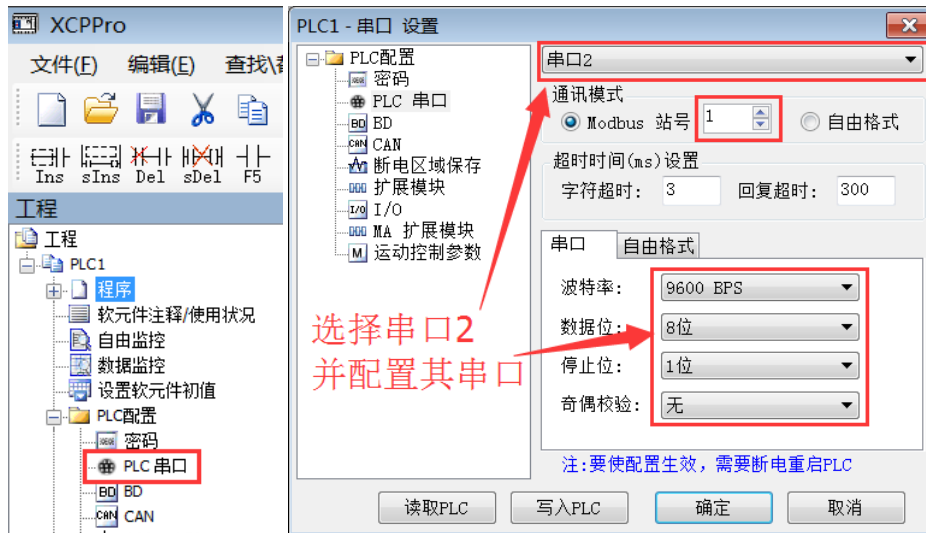 XCPPro
文件(F) 编辑(E) 查找\
Ins sIns Del sDel F5
工程
工程
PLC1
程序
软元件注释/使用状况
自由监控
数据监控
设置软元件初值
PLC配置
密码
PLC 串口
BD BD
CAN CAN
PLC1 - 串口 设置
PLC配置
密码
PLC 串口
BD BD
CAN CAN
断电区域保存
扩展模块
I/O I/O
MA 扩展模块
M 运动控制参数
选择串口2
并配置其串口
串口2
通讯模式
Modbus 站号 1 自由格式
超时时间(ms)设置
字符超时: 3 回复超时: 300
串口 自由格式
波特率: 9600 BPS
数据位: 8位
停止位: 1位
奇偶校验: 无
注:要使配置生效，需要断电重启PLC
读取PLC 写入PLC 确定 取消